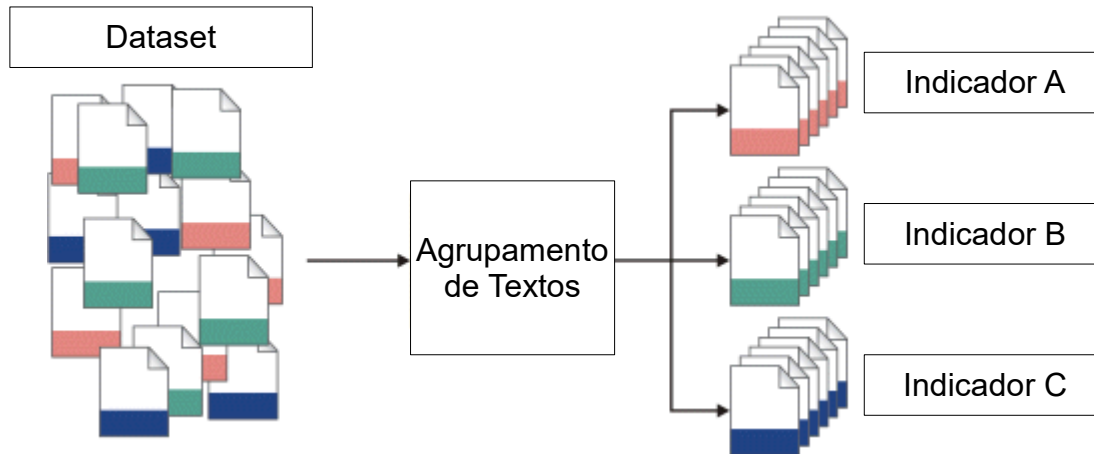 Dataset
Agrupamento
de Textos
Indicador A
Indicador B
Indicador C